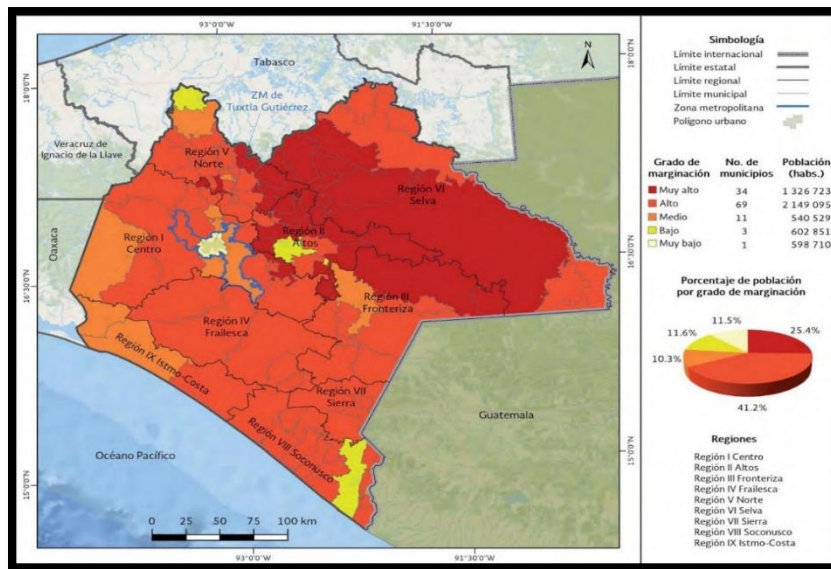 93°0'0"W
91°30'0"W
Tabasco
N
18°0'0"N
18°0'0"N
ZM de
Tuxtla Gutiérrez
Veracruz de
Ignacio de la Llave
Región V
Norte
Región VI
Selva
Oaxaca
Región I
Centro
Región II
Altos
16°30'0"N
16°30'0"N
Región III
Fronteriza
Región IV
Frailesca
Región IX Istmo-Costa
Región VII
Sierra
Región VIII Soconusco
Guatemala
Océano Pacífico
15°0'0"N
15°0'0"N
0 25 50 75 100 km
93°0'0"W
91°30'0"W
Simbología
Límite internacional
Límite estatal
Límite regional
Límite municipal
Zona metropolitana
Polígono urbano
Grado de marginación No. de municipios Población (habs.)
Muy alto 34 1 326 723
Alto 69 2 149 095
Medio 11 540 529
Bajo 3 602 851
Muy bajo 1 598 710
Porcentaje de población
por grado de marginación
11.5%
11.6%
25.4%
10.3%
41.2%
Regiones
Región I Centro
Región II Altos
Región III Fronteriza
Región IV Frailesca
Región V Norte
Región VI Selva
Región VII Sierra
Región VIII Soconusco
Región IX Istmo-Costa